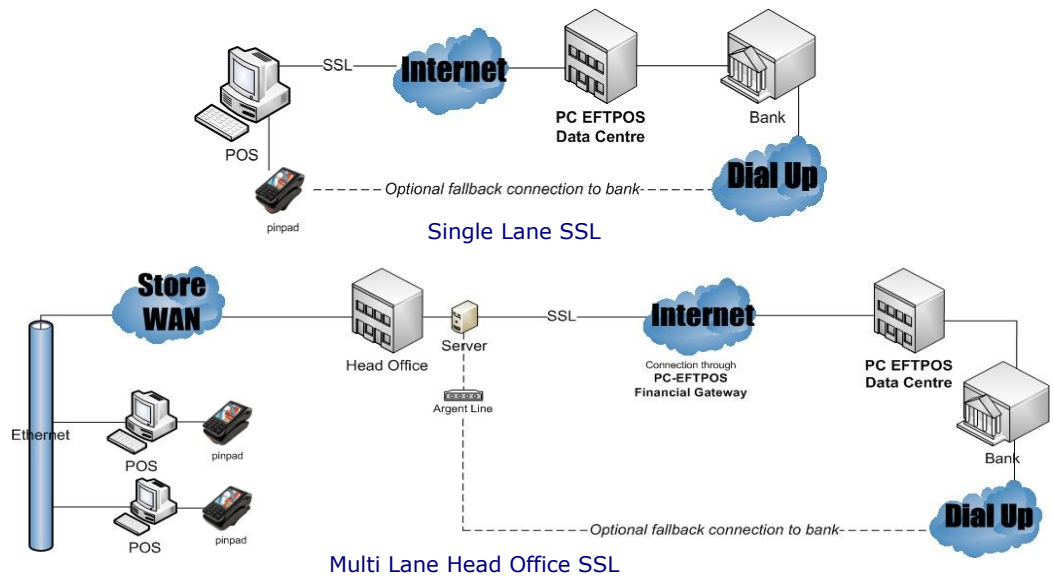 SSL
Internet
PC EFTPOS
Data Centre
Bank
POS
Dial Up
Optional fallback connection to bank
pinpad
Single Lane SSL
Store
WAN
Head Office
Server
SSL
Internet
Connection through
PC-EFTPOS
Financial Gateway
PC EFTPOS
Data Centre
Argent Line
Ethernet
POS
pinpad
Bank
POS
pinpad
Optional fallback connection to bank
Dial Up
Multi Lane Head Office SSL